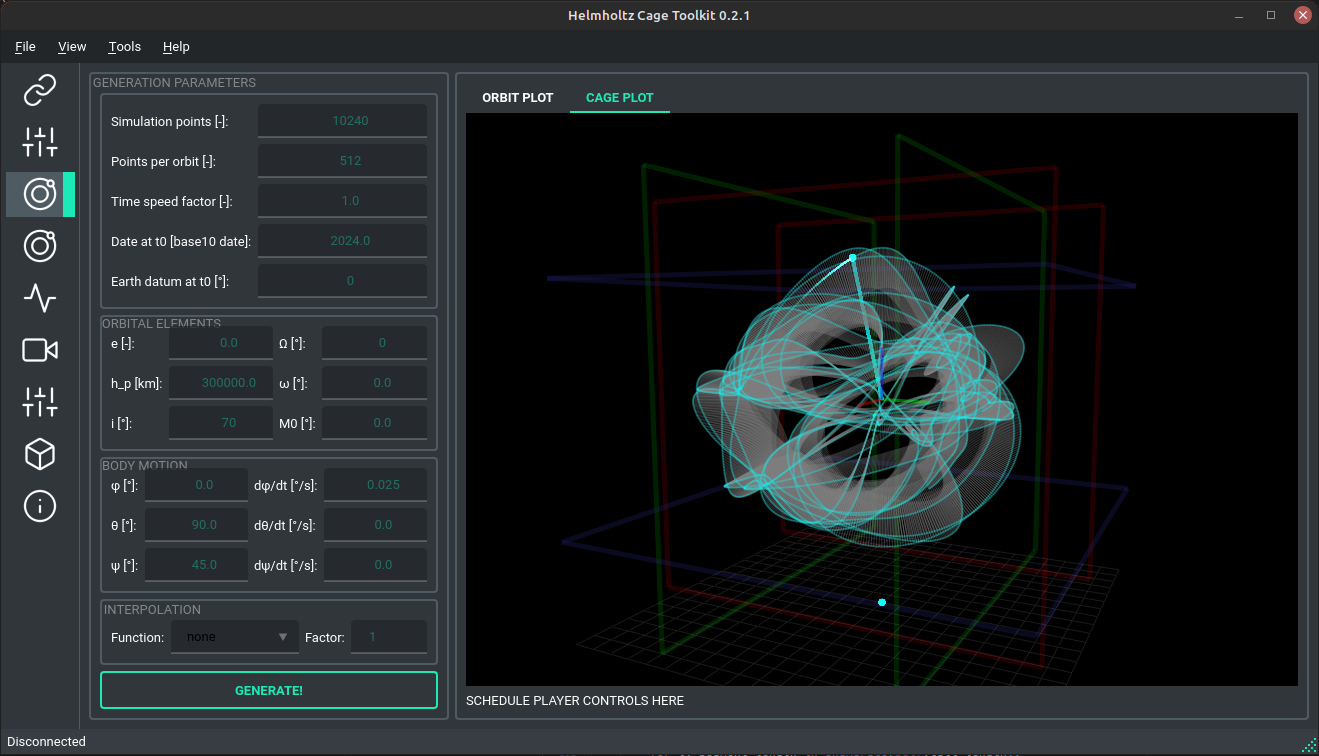 Helmholtz Cage Toolkit 0.2.1
File View Tools Help
GENERATION PARAMETERS
Simulation points [-]: 10240
Points per orbit [-]: 512
Time speed factor [-]: 1.0
Date at t0 [base10 date]: 2024.0
Earth datum at t0 [°]: 0
ORBITAL ELEMENTS
e [-]: 0.0 Ω [°]: 0
h_p [km]: 300000.0 ω [°]: 0.0
i [°]: 70 M0 [°]: 0.0
BODY MOTION
φ [°]: 0.0 dφ/dt [°/s]: 0.025
θ [°]: 90.0 dθ/dt [°/s]: 0.0
ψ [°]: 45.0 dψ/dt [°/s]: 0.0
INTERPOLATION
Function: none Factor: 1
GENERATE!
ORBIT PLOT CAGE PLOT
SCHEDULE PLAYER CONTROLS HERE
Disconnected